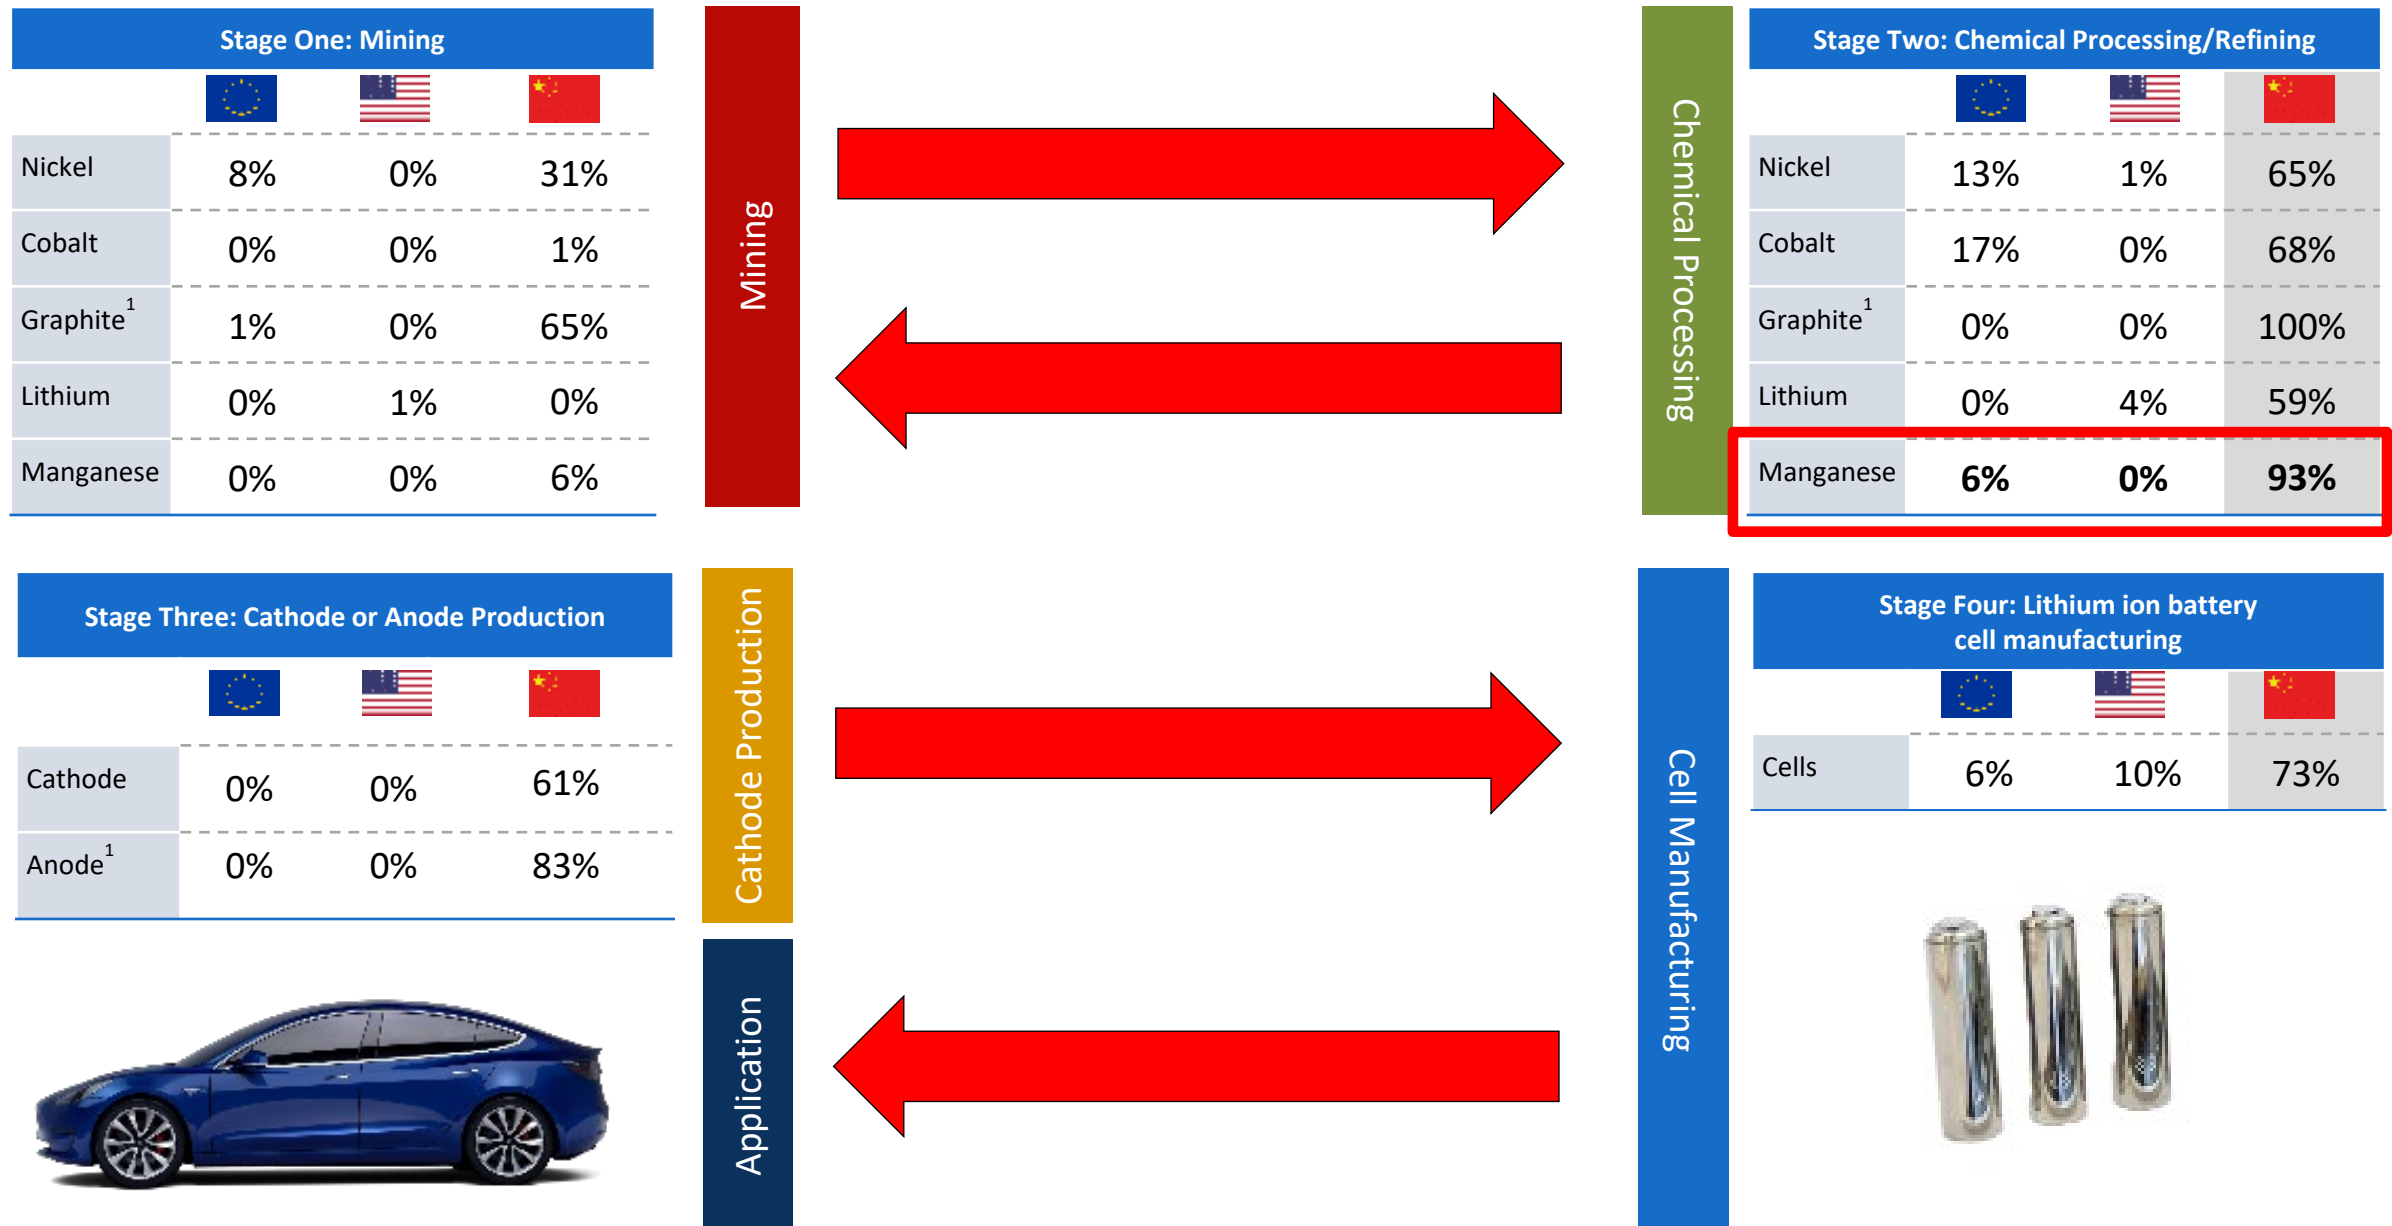 Stage One: Mining
Nickel 8% 0% 31%
Cobalt 0% 0% 1%
Graphite1 1% 0% 65%
Lithium 0% 1% 0%
Manganese 0% 0% 6%
Mining
Chemical Processing
Stage Two: Chemical Processing/Refining
Nickel 13% 1% 65%
Cobalt 17% 0% 68%
Graphite1 0% 0% 100%
Lithium 0% 4% 59%
Manganese 6% 0% 93%
Stage Three: Cathode or Anode Production
Cathode 0% 0% 61%
Anode1 0% 0% 83%
Cathode Production
Application
Cell Manufacturing
Stage Four: Lithium ion battery
cell manufacturing
Cells 6% 10% 73%